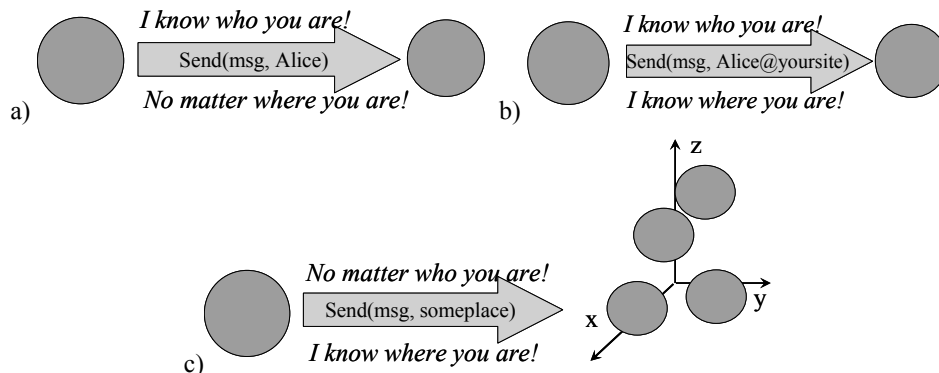 I know who you are!
Send(msg, Alice)
No matter where you are!
a)
I know who you are!
Send(msg, Alice@yoursite)
I know where you are!
b)
No matter who you are!
Send(msg, someplace)
I know where you are!
c)
z
y
x